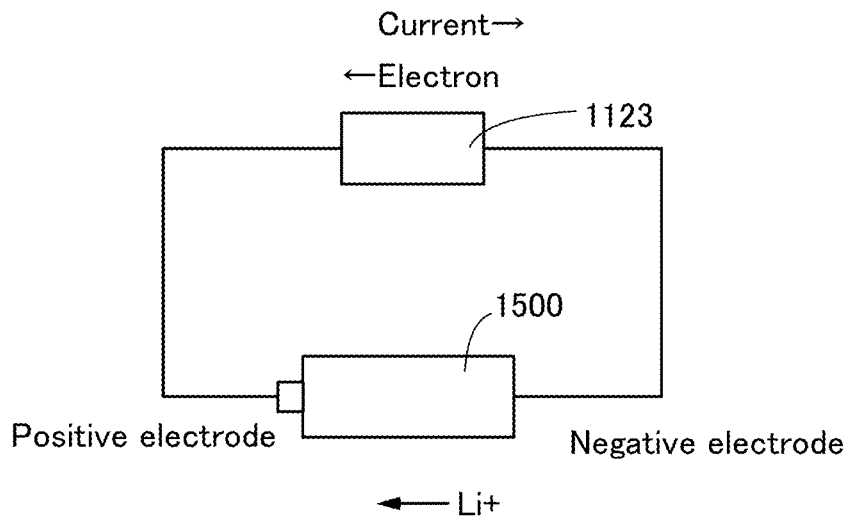 Current→
←Electron
1123
1500
Positive electrode
Negative electrode
←Li+